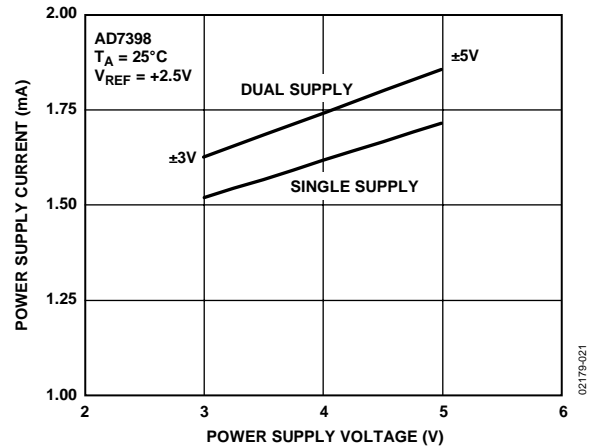 2.00
AD7398
TA = 25°C
VREF = +2.5V
±5V
DUAL SUPPLY
1.75
±3V
SINGLE SUPPLY
1.50
1.25
1.00
2 3 4 5 6
POWER SUPPLY VOLTAGE (V)
POWER SUPPLY CURRENT (mA)
02179-021